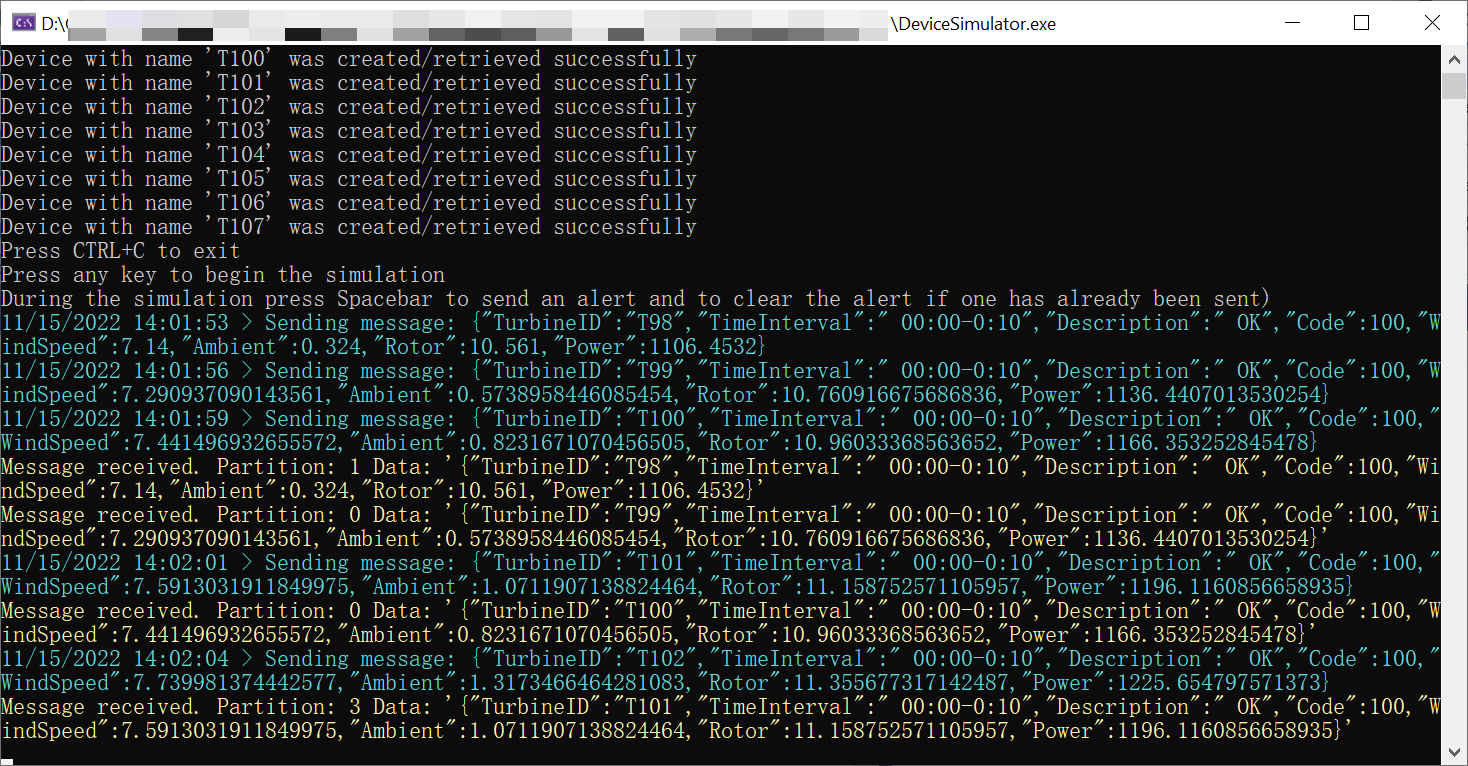 D:\
\DeviceSimulator.exe
Device with name 'T100' was created/retrieved successfully
Device with name 'T101' was created/retrieved successfully
Device with name 'T102' was created/retrieved successfully
Device with name 'T103' was created/retrieved successfully
Device with name 'T104' was created/retrieved successfully
Device with name 'T105' was created/retrieved successfully
Device with name 'T106' was created/retrieved successfully
Device with name 'T107' was created/retrieved successfully
Press CTRL+C to exit
Press any key to begin the simulation
During the simulation press Spacebar to send an alert and to clear the alert if one has already been sent)
11/15/2022 14:01:53 > Sending message: {"TurbineID":"T98","TimeInterval":" 00:00-0:10","Description":" OK","Code":100,"W
indSpeed":7.14,"Ambient":0.324,"Rotor":10.561,"Power":1106.4532}
11/15/2022 14:01:56 > Sending message: {"TurbineID":"T99","TimeInterval":" 00:00-0:10","Description":" OK","Code":100,"W
indSpeed":7.290937090143561,"Ambient":0.5738958446085454,"Rotor":10.760916675686836,"Power":1136.4407013530254}
11/15/2022 14:01:59 > Sending message: {"TurbineID":"T100","TimeInterval":" 00:00-0:10","Description":" OK","Code":100,"
WindSpeed":7.441496932655572,"Ambient":0.8231671070456505,"Rotor":10.96033368563652,"Power":1166.353252845478}
Message received. Partition: 1 Data: '{"TurbineID":"T98","TimeInterval":" 00:00-0:10","Description":" OK","Code":100,"Wi
ndSpeed":7.14,"Ambient":0.324,"Rotor":10.561,"Power":1106.4532}'
Message received. Partition: 0 Data: '{"TurbineID":"T99","TimeInterval":" 00:00-0:10","Description":" OK","Code":100,"Wi
ndSpeed":7.290937090143561,"Ambient":0.5738958446085454,"Rotor":10.760916675686836,"Power":1136.4407013530254}'
11/15/2022 14:02:01 > Sending message: {"TurbineID":"T101","TimeInterval":" 00:00-0:10","Description":" OK","Code":100,"
WindSpeed":7.5913031911849975,"Ambient":1.0711907138824464,"Rotor":11.158752571105957,"Power":1196.1160856658935}
Message received. Partition: 0 Data: '{"TurbineID":"T100","TimeInterval":" 00:00-0:10","Description":" OK","Code":100,"W
indSpeed":7.441496932655572,"Ambient":0.8231671070456505,"Rotor":10.96033368563652,"Power":1166.353252845478}'
11/15/2022 14:02:04 > Sending message: {"TurbineID":"T102","TimeInterval":" 00:00-0:10","Description":" OK","Code":100,"
WindSpeed":7.739981374442577,"Ambient":1.3173466464281083,"Rotor":11.355677317142487,"Power":1225.654797571373}
Message received. Partition: 3 Data: '{"TurbineID":"T101","TimeInterval":" 00:00-0:10","Description":" OK","Code":100,"W
indSpeed":7.5913031911849975,"Ambient":1.0711907138824464,"Rotor":11.158752571105957,"Power":1196.1160856658935}'